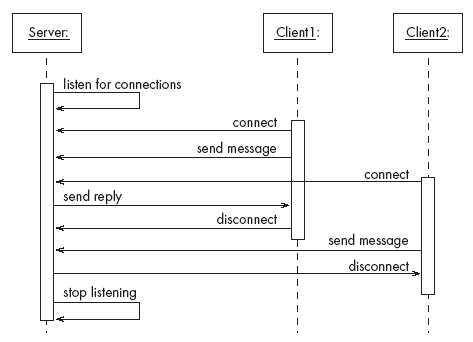 Server:
Client1:
Client2:
listen for connections
connect
send message
connect
send reply
disconnect
send message
disconnect
stop listening